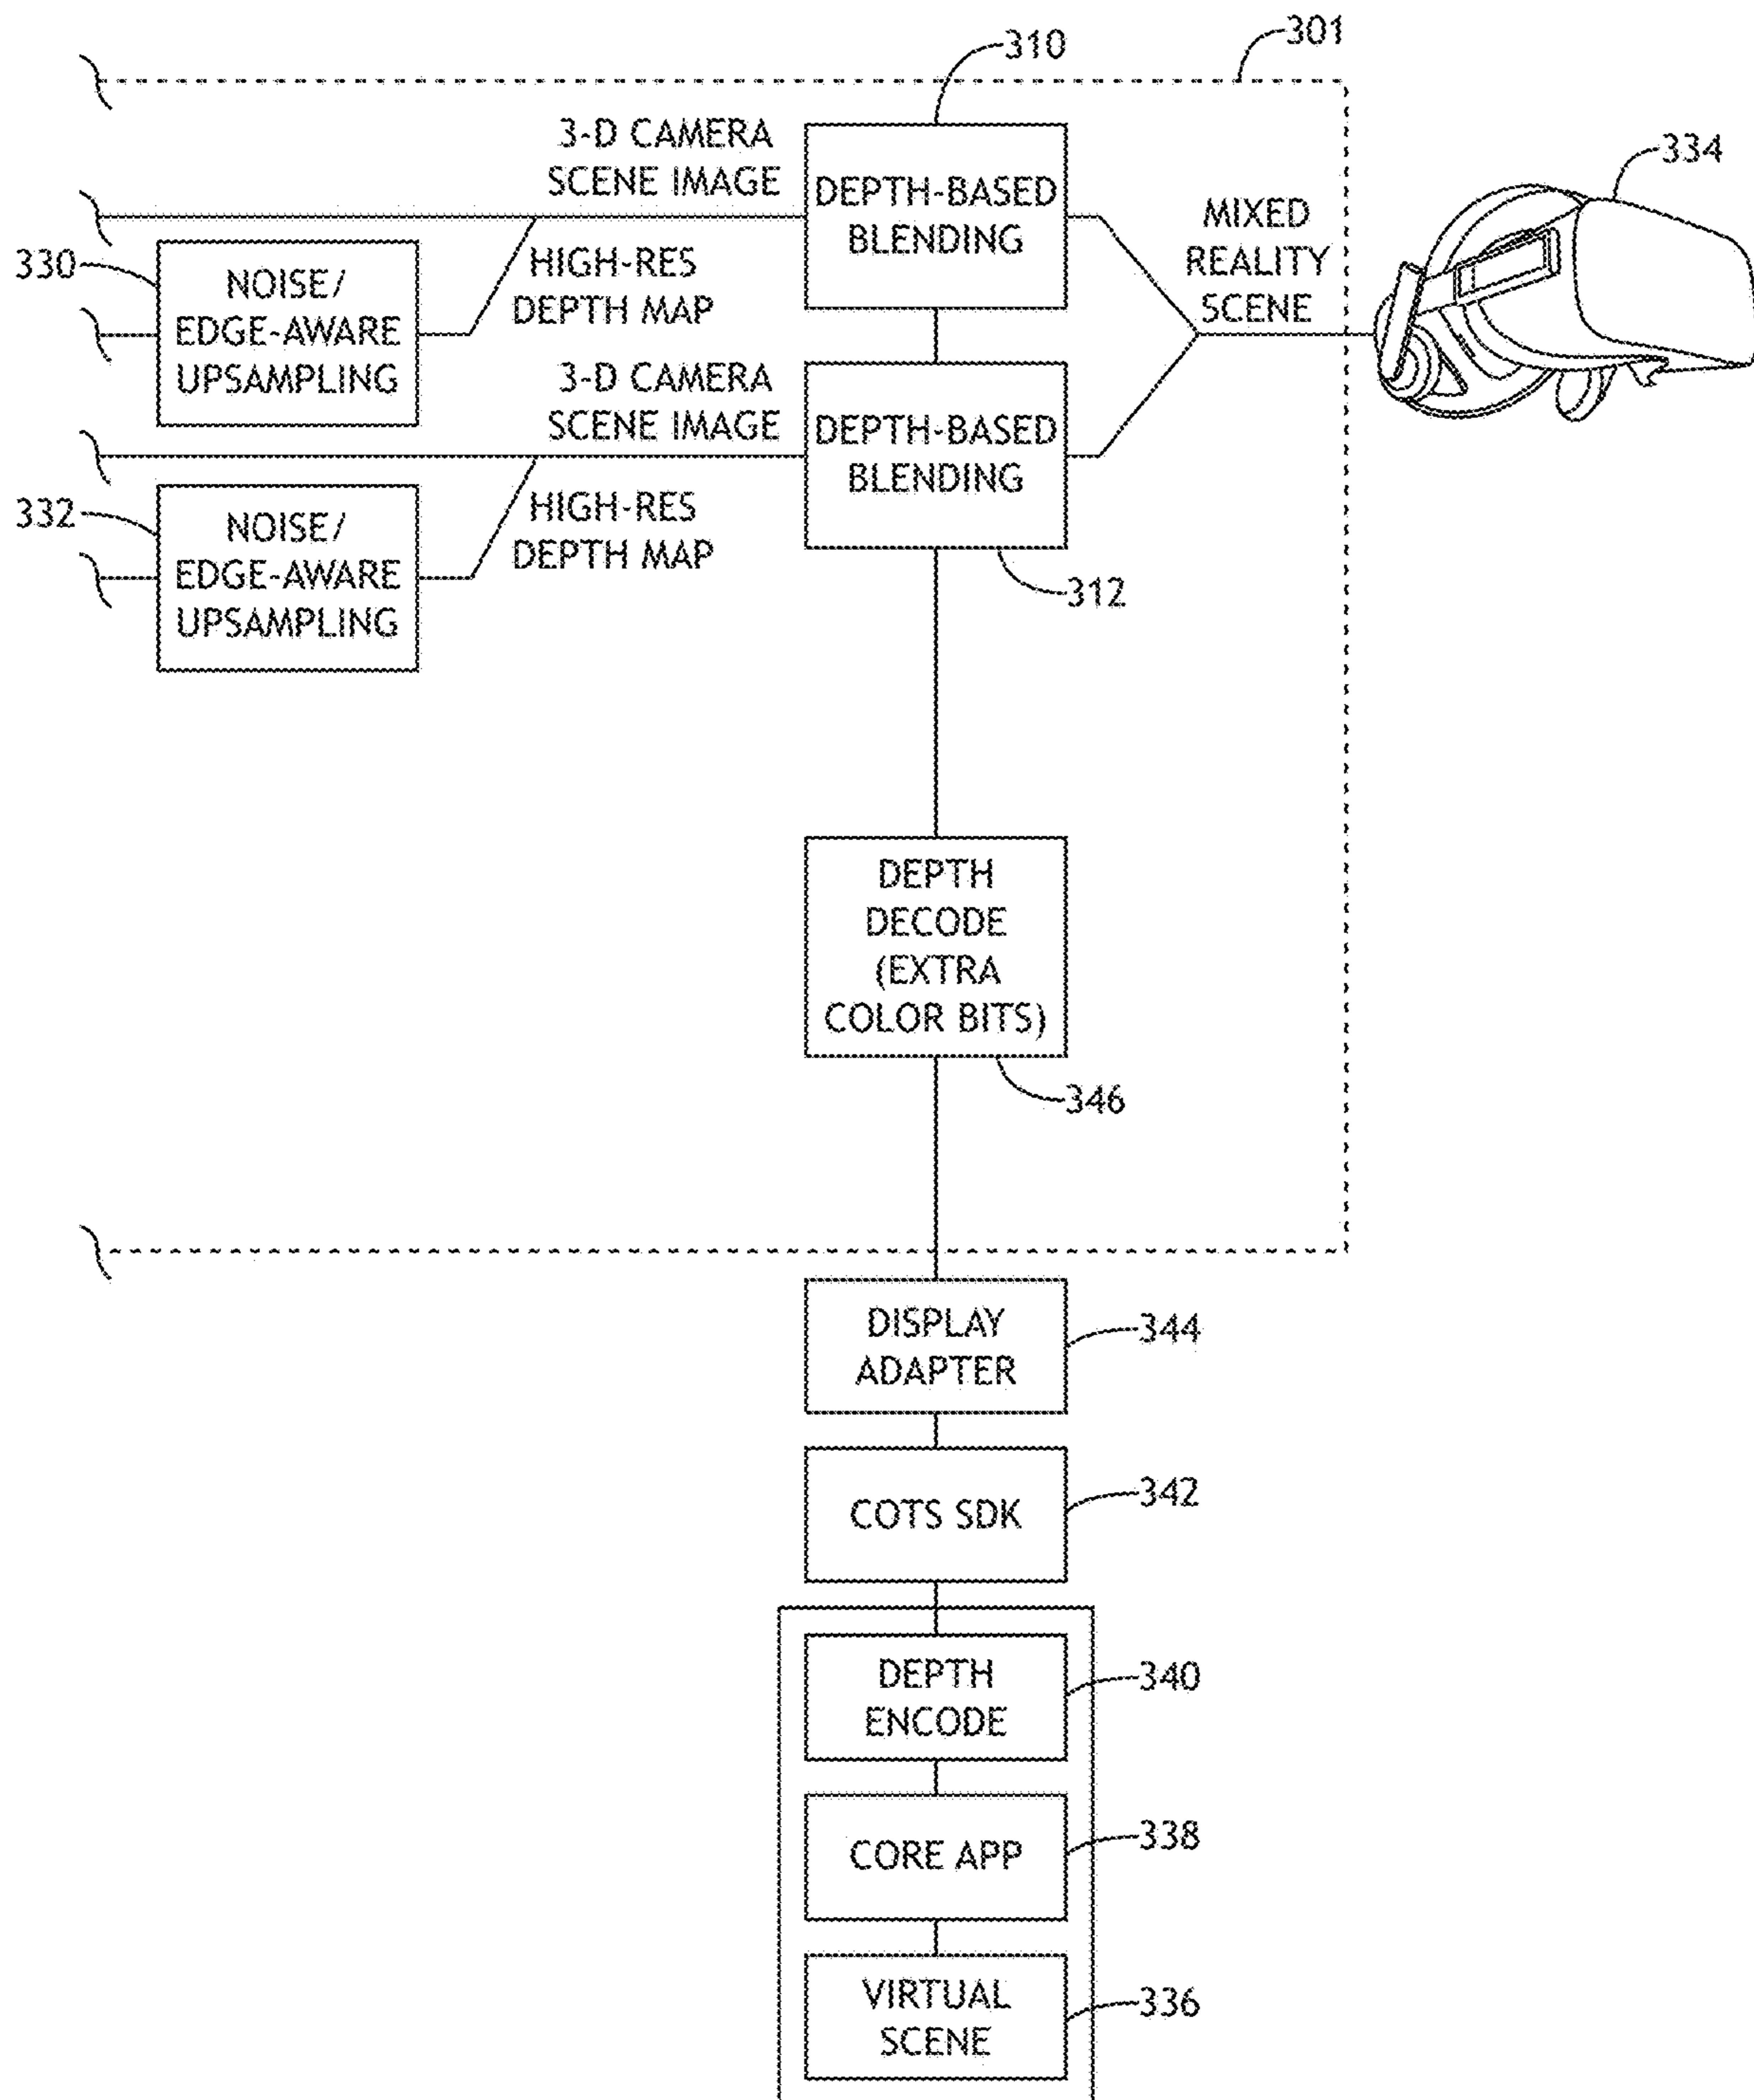 301
310
3-D CAMERA
SCENE IMAGE
DEPTH-BASED
BLENDING
334
MIXED
REALITY
SCENE
330
NOISE/
EDGE-AWARE
UPSAMPLING
HIGH-RES
DEPTH MAP
3-D CAMERA
SCENE IMAGE
DEPTH-BASED
BLENDING
332
NOISE/
EDGE-AWARE
UPSAMPLING
HIGH-RES
DEPTH MAP
312
DEPTH
DECODE
(EXTRA
COLOR BITS)
346
DISPLAY
ADAPTER
344
COTS SDK
342
DEPTH
ENCODE
340
CORE APP
338
VIRTUAL
SCENE
336